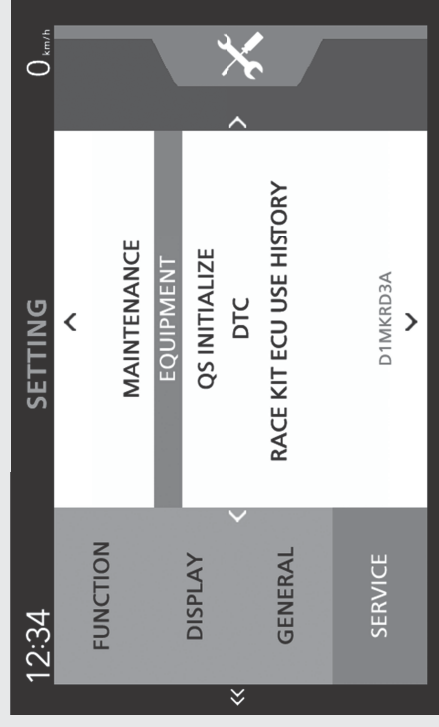 12:34
SETTING
0 km/h
FUNCTION
DISPLAY
GENERAL
SERVICE
MAINTENANCE
EQUIPMENT
QS INITIALIZE
DTC
RACE KIT ECU USE HISTORY
D1MKRD3A